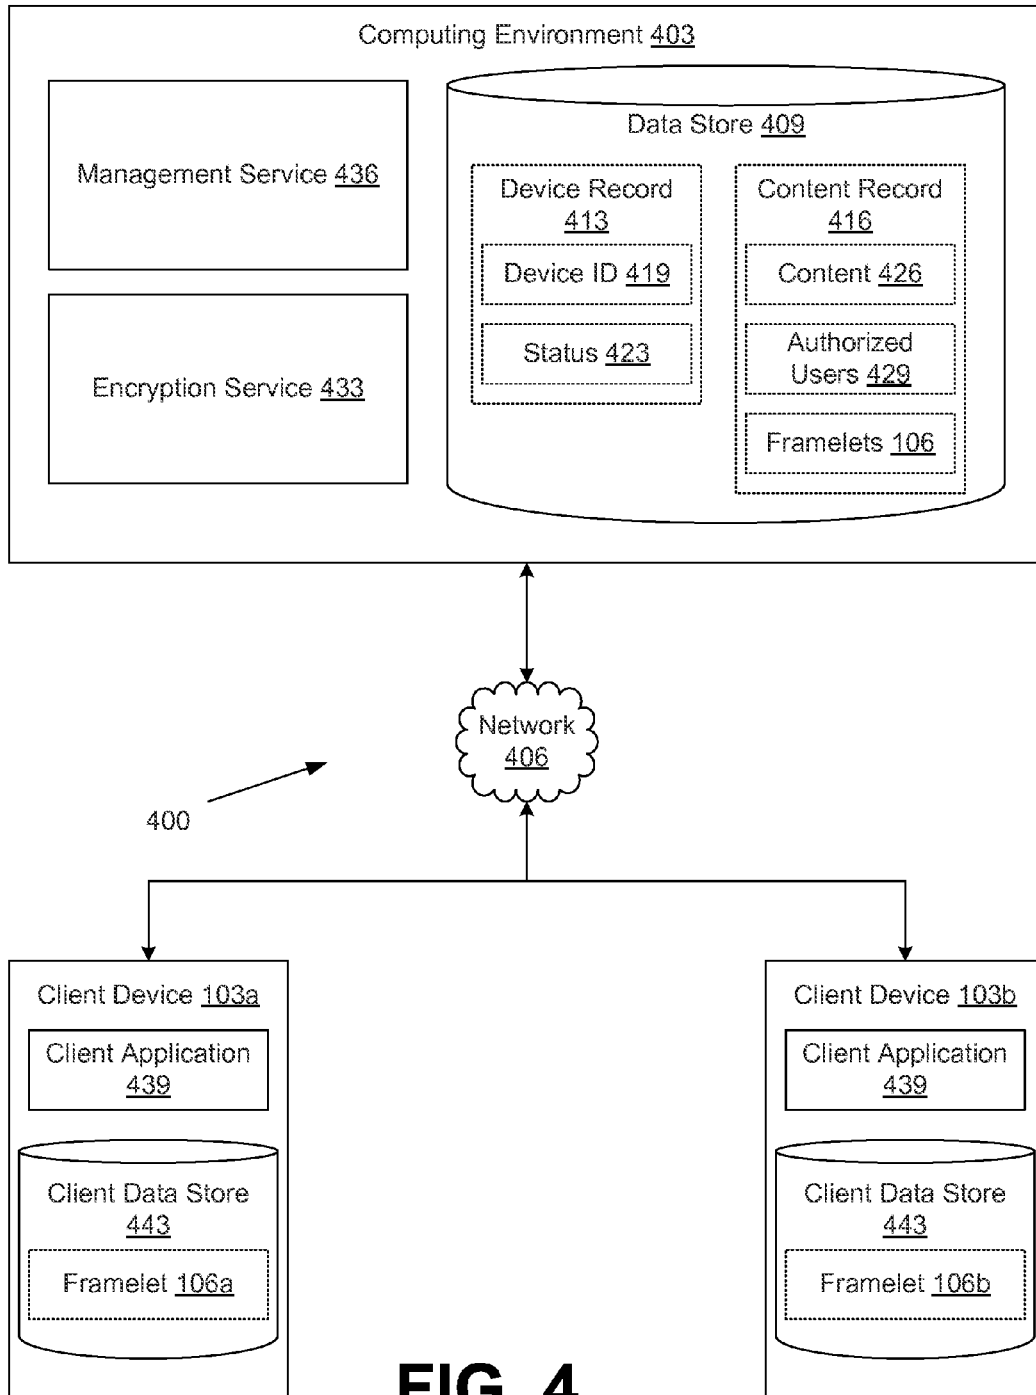 Computing Environment 403
Management Service 436
Encryption Service 433
Data Store 409
Device Record
413
Device ID 419
Status 423
Content Record
416
Content 426
Authorized
Users 429
Framelets 106
Network
406
400
Client Device 103a
Client Application
439
Client Data Store
443
Framelet 106a
Client Device 103b
Client Application
439
Client Data Store
443
Framelet 106b
FIG. 4